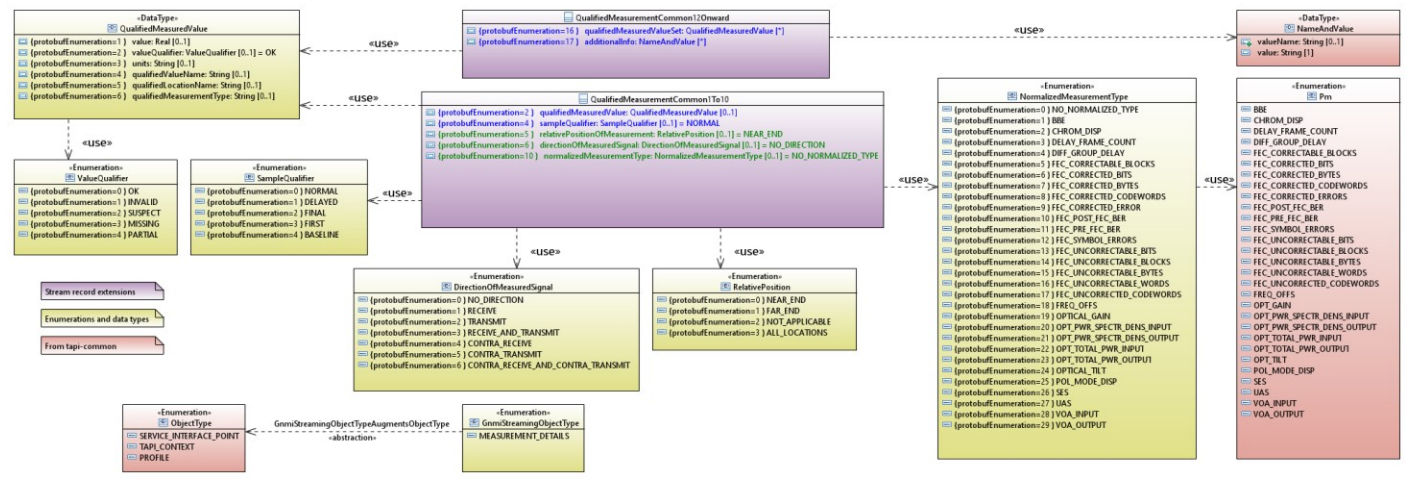 «DataType»
QualifiedMeasuredValue
{protobufEnumeration=1 } value: Real [0..1]
{protobufEnumeration=2 } valueQualifier: ValueQualifier [0..1] = OK
{protobufEnumeration=3 } units: String [0..1]
{protobufEnumeration=4 } qualifiedValueName: String [0..1]
{protobufEnumeration=5 } qualifiedLocationName: String [0..1]
{protobufEnumeration=6 } qualifiedMeasurementType: String [0..1]
«use»
QualifiedMeasurementCommon12Onward
{protobufEnumeration=16 } qualifiedMeasuredValueSet: QualifiedMeasuredValue [*]
{protobufEnumeration=17 } additionalInfo: NameAndValue [*]
«use»
«DataType»
NameAndValue
valueName: String [0..1]
value: String [1]
«use»
QualifiedMeasurementCommon1To10
{protobufEnumeration=2 } qualifiedMeasuredValue: QualifiedMeasuredValue [0..1]
{protobufEnumeration=4 } sampleQualifier: SampleQualifier [0..1] = NORMAL
{protobufEnumeration=5 } relativePositionOfMeasurement: RelativePosition [0..1] = NEAR_END
{protobufEnumeration=6 } directionOfMeasuredSignal: DirectionOfMeasuredSignal [0..1] = NO_DIRECTION
{protobufEnumeration=10 } normalizedMeasurementType: NormalizedMeasurementType [0..1] = NO_NORMALIZED_TYPE
«use»
«Enumeration»
ValueQualifier
{protobufEnumeration=0 } OK
{protobufEnumeration=1 } INVALID
{protobufEnumeration=2 } SUSPECT
{protobufEnumeration=3 } MISSING
{protobufEnumeration=4 } PARTIAL
«Enumeration»
SampleQualifier
{protobufEnumeration=0 } NORMAL
{protobufEnumeration=1 } DELAYED
{protobufEnumeration=2 } FINAL
{protobufEnumeration=3 } FIRST
{protobufEnumeration=4 } BASELINE
«use»
«use»
«use»
«use»
«use»
«Enumeration»
NormalizedMeasurementType
{protobufEnumeration=0 } NO_NORMALIZED_TYPE
{protobufEnumeration=1 } BBE
{protobufEnumeration=2 } CHROM_DISP
{protobufEnumeration=3 } DELAY_FRAME_COUNT
{protobufEnumeration=4 } DIFF_GROUP_DELAY
{protobufEnumeration=5 } FEC_CORRECTABLE_BLOCKS
{protobufEnumeration=6 } FEC_CORRECTED_BITS
{protobufEnumeration=7 } FEC_CORRECTED_BYTES
{protobufEnumeration=8 } FEC_CORRECTED_CODEWORDS
{protobufEnumeration=9 } FEC_CORRECTED_ERROR
{protobufEnumeration=10 } FEC_POST_FEC_BER
{protobufEnumeration=11 } FEC_PRE_FEC_BER
{protobufEnumeration=12 } FEC_SYMBOL_ERRORS
{protobufEnumeration=13 } FEC_UNCORRECTABLE_BITS
{protobufEnumeration=14 } FEC_UNCORRECTABLE_BLOCKS
{protobufEnumeration=15 } FEC_UNCORRECTABLE_BYTES
{protobufEnumeration=16 } FEC_UNCORRECTABLE_WORDS
{protobufEnumeration=17 } FEC_UNCORRECTED_CODEWORDS
{protobufEnumeration=18 } FREQ_OFFS
{protobufEnumeration=19 } OPTICAL_GAIN
{protobufEnumeration=20 } OPT_PWR_SPECTR_DENS_INPUT
{protobufEnumeration=21 } OPT_PWR_SPECTR_DENS_OUTPUT
{protobufEnumeration=22 } OPT_TOTAL_PWR_INPUT
{protobufEnumeration=23 } OPT_TOTAL_PWR_OUTPUT
{protobufEnumeration=24 } OPTICAL_TILT
{protobufEnumeration=25 } POL_MODE_DISP
{protobufEnumeration=26 } SES
{protobufEnumeration=27 } UAS
{protobufEnumeration=28 } VOA_INPUT
{protobufEnumeration=29 } VOA_OUTPUT
«Enumeration»
Pm
BBE
CHROM_DISP
DELAY_FRAME_COUNT
DIFF_GROUP_DELAY
FEC_CORRECTABLE_BLOCKS
FEC_CORRECTED_BITS
FEC_CORRECTED_BYTES
FEC_CORRECTED_CODEWORDS
FEC_CORRECTED_ERRORS
FEC_POST_FEC_BER
FEC_PRE_FEC_BER
FEC_SYMBOL_ERRORS
FEC_UNCORRECTABLE_BITS
FEC_UNCORRECTABLE_BLOCKS
FEC_UNCORRECTABLE_BYTES
FEC_UNCORRECTABLE_WORDS
FEC_UNCORRECTED_CODEWORDS
FREQ_OFFS
OPT_GAIN
OPT_PWR_SPECTR_DENS_INPUT
OPT_PWR_SPECTR_DENS_OUTPUT
OPT_TOTAL_PWR_INPUT
OPT_TOTAL_PWR_OUTPUT
OPT_TILT
POL_MODE_DISP
SES
UAS
VOA_INPUT
VOA_OUTPUT
«Enumeration»
DirectionOfMeasuredSignal
{protobufEnumeration=0 } NO_DIRECTION
{protobufEnumeration=1 } RECEIVE
{protobufEnumeration=2 } TRANSMIT
{protobufEnumeration=3 } RECEIVE_AND_TRANSMIT
{protobufEnumeration=4 } CONTRA_RECEIVE
{protobufEnumeration=5 } CONTRA_TRANSMIT
{protobufEnumeration=6 } CONTRA_RECEIVE_AND_CONTRA_TRANSMIT
«Enumeration»
RelativePosition
{protobufEnumeration=0 } NEAR_END
{protobufEnumeration=1 } FAR_END
{protobufEnumeration=2 } NOT_APPLICABLE
{protobufEnumeration=3 } ALL_LOCATIONS
Stream record extensions
Enumerations and data types
From tapi-common
«Enumeration»
ObjectType
SERVICE_INTERFACE_POINT
TAPI_CONTEXT
PROFILE
GnmiStreamingObjectTypeAugmentsObjectType
«abstraction»
«Enumeration»
GnmiStreamingObjectType
MEASUREMENT_DETAILS